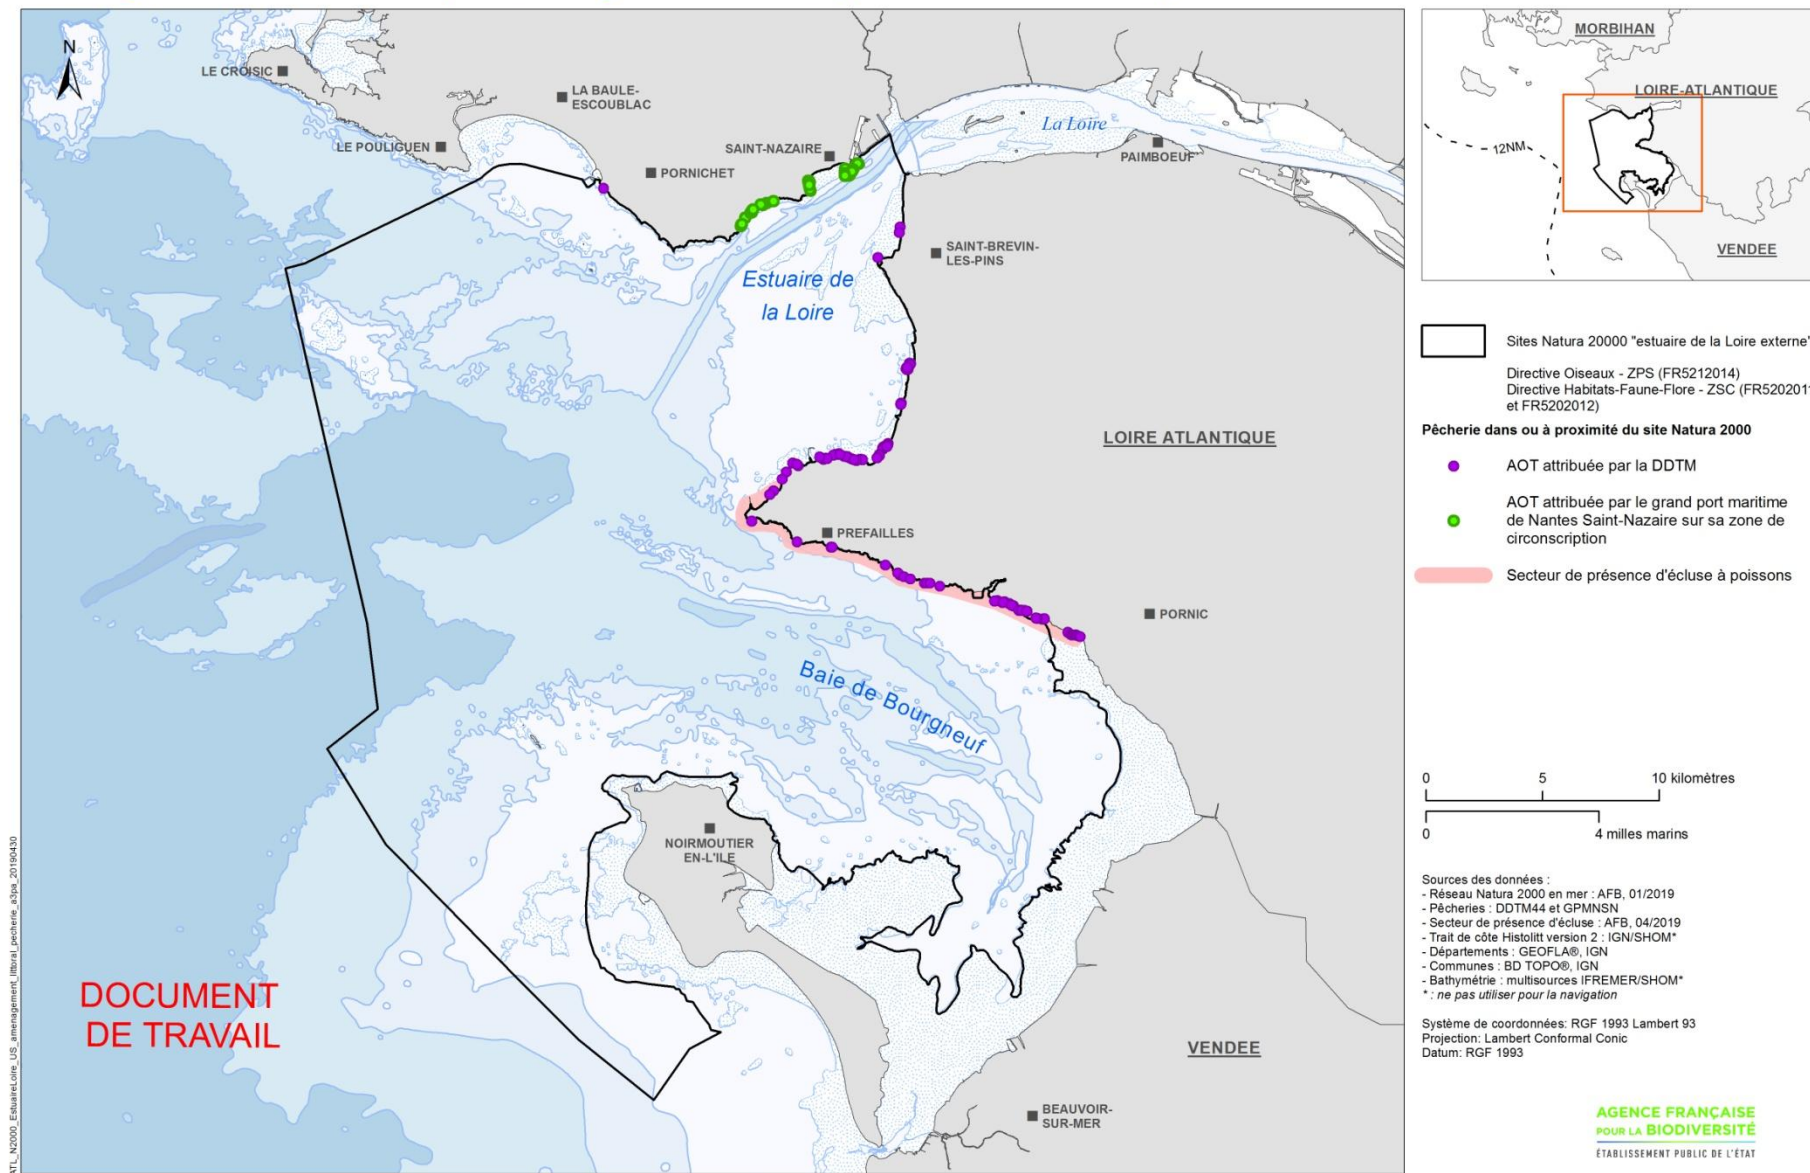 N
LE CROISIC
LA BAULE-
ESCOUBLAC
LE POULIGUEN
PORNICHET
SAINT-NAZAIRE
La Loire
PAIMBOEUF
SAINT-BREVIN-
LES-PINS
Estuaire de
la Loire
LOIRE ATLANTIQUE
PREFAILLES
PORNIC
Baie de Bourgneuf
NOIRMOUTIER
EN-L'ILE
DOCUMENT
DE TRAVAIL
VENDEE
BEAUVOIR-
SUR-MER
ATL_N2000_EstuaireLoire_US_amenagement_littoral_pecherie_a3pa_20190430
MORBIHAN
LOIRE-ATLANTIQUE
12NM
VENDEE
Sites Natura 20000 "estuaire de la Loire externe"
Directive Oiseaux - ZPS (FR5212014)
Directive Habitats-Faune-Flore - ZSC (FR5202011
et FR5202012)
Pêcherie dans ou à proximité du site Natura 2000
AOT attribuée par la DDTM
AOT attribuée par le grand port maritime
de Nantes Saint-Nazaire sur sa zone de
circonscription
Secteur de présence d'écluse à poissons
0 5 10 kilomètres
0 4 milles marins
Sources des données :
- Réseau Natura 2000 en mer : AFB, 01/2019
- Pêcheries : DDTM44 et GPMNSN
- Secteur de présence d'écluse : AFB, 04/2019
- Trait de côte Histolitt version 2 : IGN/SHOM*
- Départements : GEOFLA®, IGN
- Communes : BD TOPO®, IGN
- Bathymétrie : multisources IFREMER/SHOM*
* : ne pas utiliser pour la navigation
Système de coordonnées: RGF 1993 Lambert 93
Projection: Lambert Conformal Conic
Datum: RGF 1993
AGENCE FRANÇAISE
POUR LA BIODIVERSITÉ
ÉTABLISSEMENT PUBLIC DE L'ÉTAT